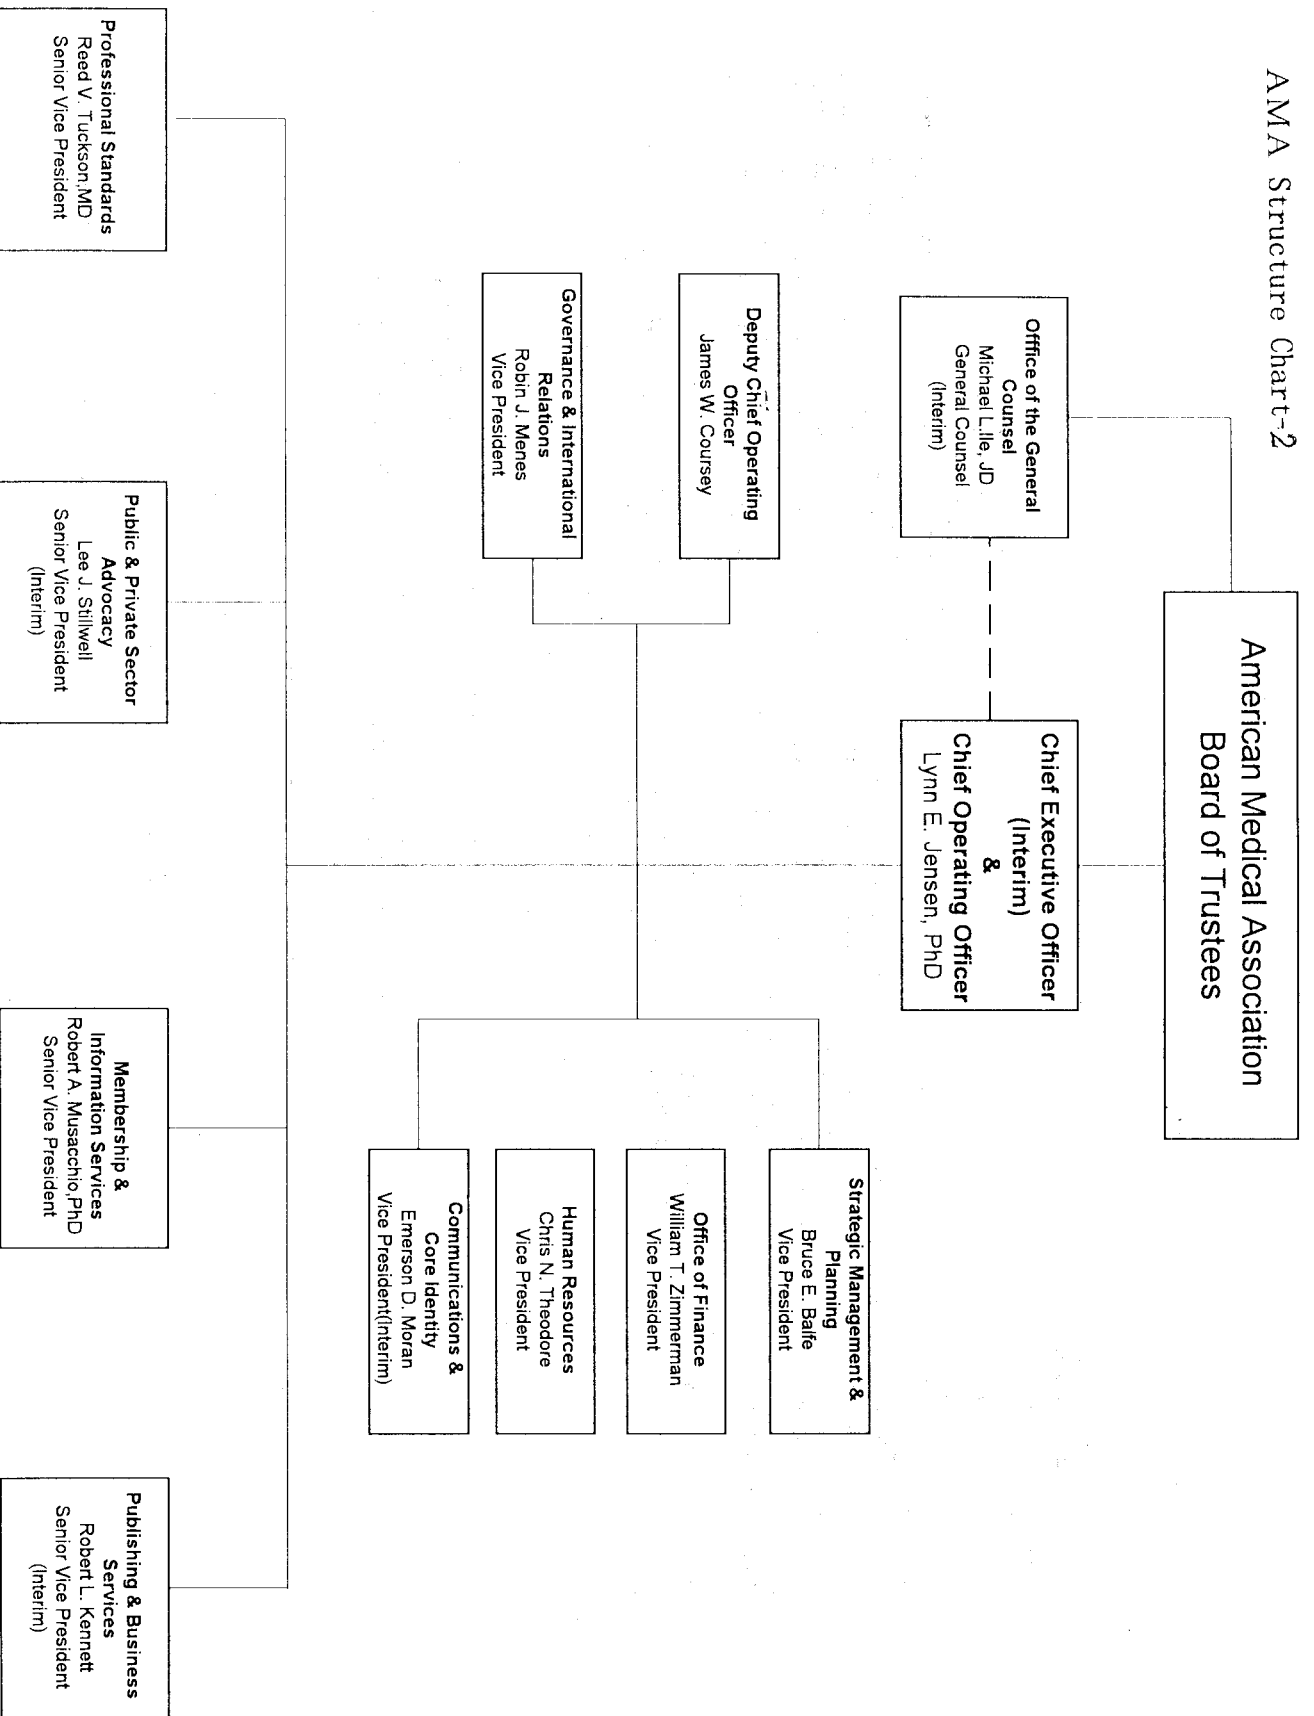 AMA Structure Chart-2
American Medical Association
Board of Trustees
Offfice of the General
Counsel
Michael L.Ile, JD
General Counsel
(Interim)
Chief Executive Officer
(Interim)
&
Chief Operating Officer
Lynn E. Jensen, PhD
Deputy Chief Operating
Officer
James W. Coursey
Governance & International
Relations
Robin J. Menes
Vice President
Strategic Management &
Planning
Bruce E. Balfe
Vice President
Office of Finance
William T. Zimmerman
Vice President
Human Resources
Chris N. Theodore
Vice President
Communications &
Core Identity
Emerson D. Moran
Vice President(Interim)
Professional Standards
Reed V. Tuckson,MD
Senior Vice President
Public & Private Sector
Advocacy
Lee J. Stillwell
Senior Vice President
(Interim)
Membership &
Information Services
Robert A. Musacchio,PhD
Senior Vice President
Publishing & Business
Services
Robert L. Kennett
Senior Vice President
(Interim)